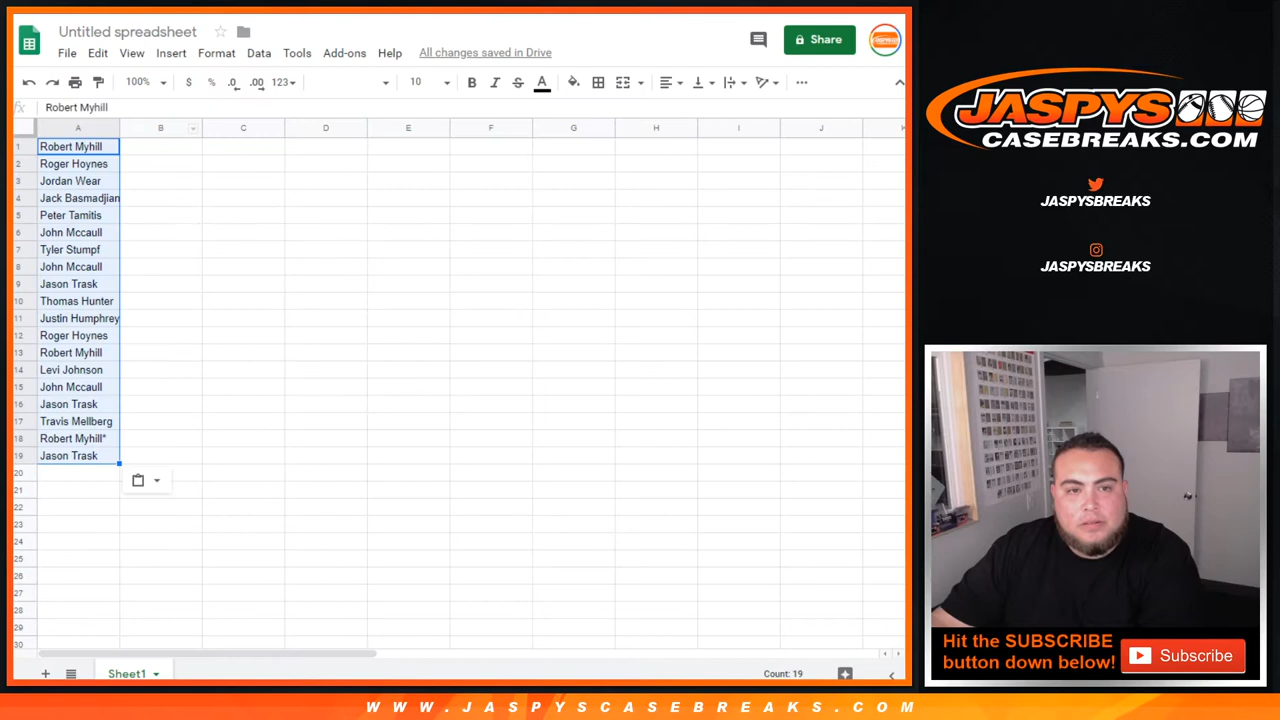 Untitled spreadsheet
File Edit View Insert Format Data Tools Add-ons Help All changes saved in Drive
Share
100% $ % .0 .00 123 10 B I S A
fx Robert Myhill
A B C D E F G H I J
1 Robert Myhill
2 Roger Hoynes
3 Jordan Wear
4 Jack Basmadjian
5 Peter Tamitis
6 John Mccaull
7 Tyler Stumpf
8 John Mccaull
9 Jason Trask
10 Thomas Hunter
11 Justin Humphrey
12 Roger Hoynes
13 Robert Myhill
14 Levi Johnson
15 John Mccaull
16 Jason Trask
17 Travis Mellberg
18 Robert Myhill*
19 Jason Trask
20
21
22
23
24
25
26
27
28
29
30
Sheet1
Count: 19
JASPYS
CASEBREAKS.COM
JASPYSBREAKS
JASPYSBREAKS
Hit the SUBSCRIBE
button down below!
Subscribe
WWW.JASPYSCASEBREAKS.COM